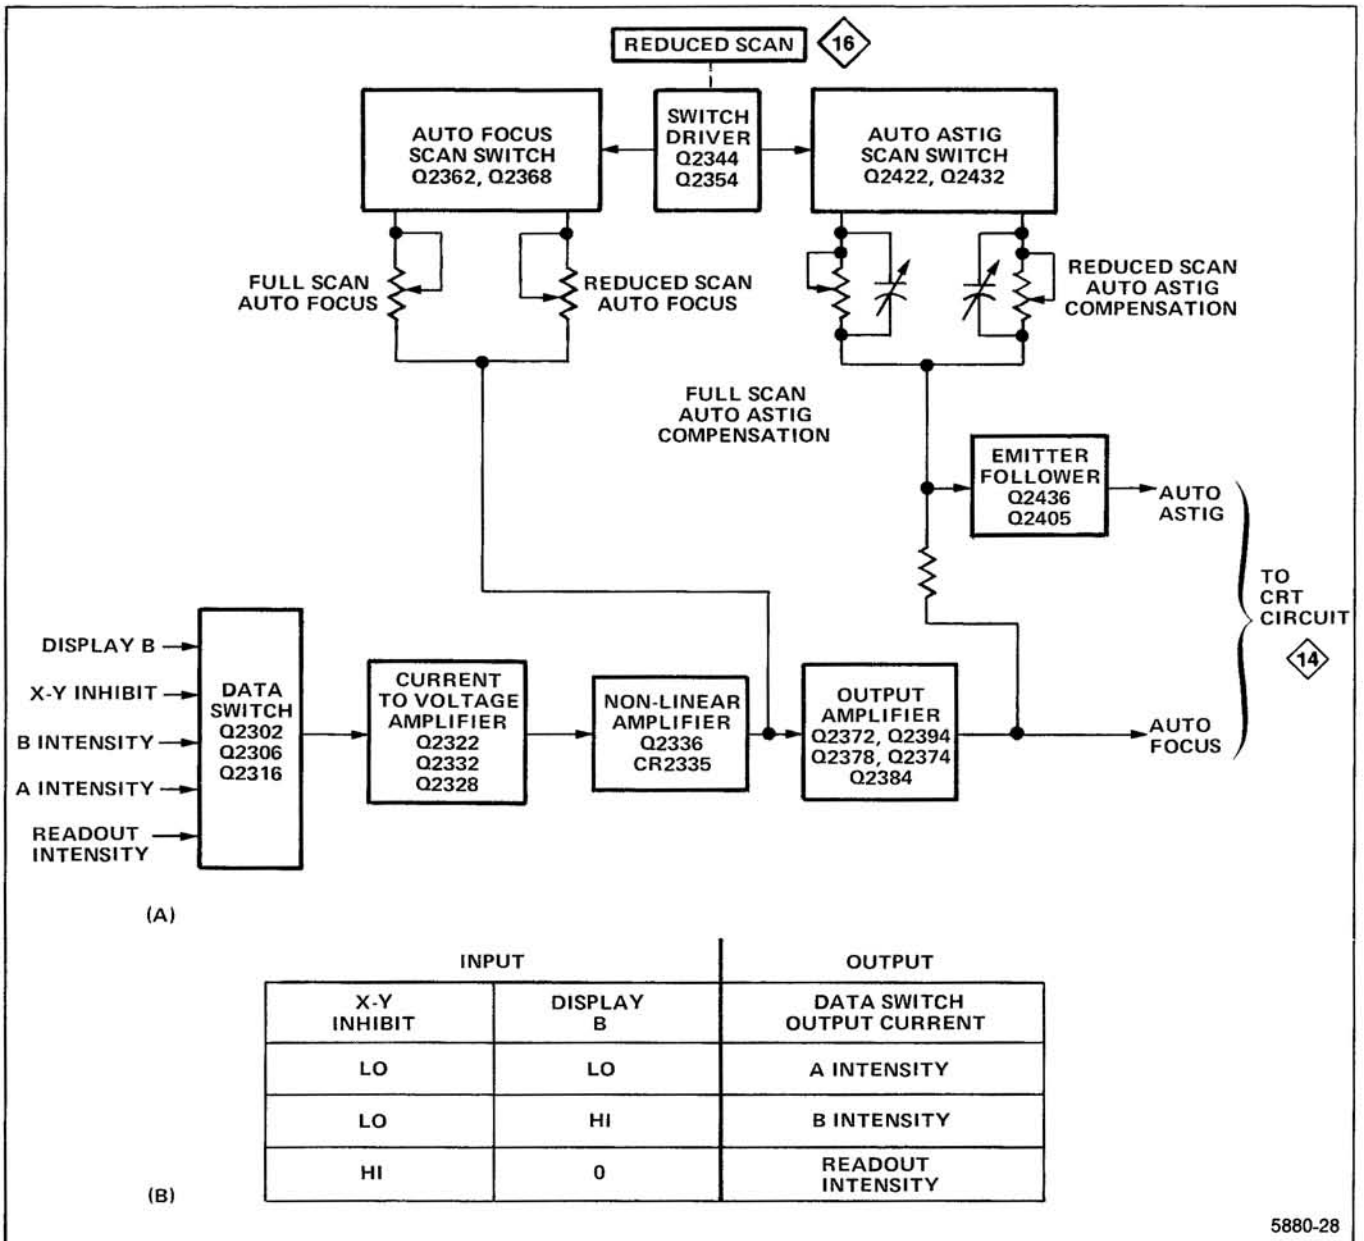 REDUCED SCAN
16
AUTO FOCUS
SCAN SWITCH
Q2362, Q2368
SWITCH
DRIVER
Q2344
Q2354
AUTO ASTIG
SCAN SWITCH
Q2422, Q2432
FULL SCAN
AUTO FOCUS
REDUCED SCAN
AUTO FOCUS
REDUCED SCAN
AUTO ASTIG
COMPENSATION
FULL SCAN
AUTO ASTIG
COMPENSATION
EMITTER
FOLLOWER
Q2436
Q2405
AUTO
ASTIG
TO
CRT
CIRCUIT
14
DISPLAY B
X-Y INHIBIT
B INTENSITY
A INTENSITY
READOUT
INTENSITY
DATA
SWITCH
Q2302
Q2306
Q2316
CURRENT
TO VOLTAGE
AMPLIFIER
Q2322
Q2332
Q2328
NON-LINEAR
AMPLIFIER
Q2336
CR2335
OUTPUT
AMPLIFIER
Q2372, Q2394
Q2378, Q2374
Q2384
AUTO
FOCUS
(A)
INPUT OUTPUT
X-Y
INHIBIT
DISPLAY
B
DATA SWITCH
OUTPUT CURRENT
LO LO A INTENSITY
LO HI B INTENSITY
HI 0 READOUT
INTENSITY
(B)
5880-28